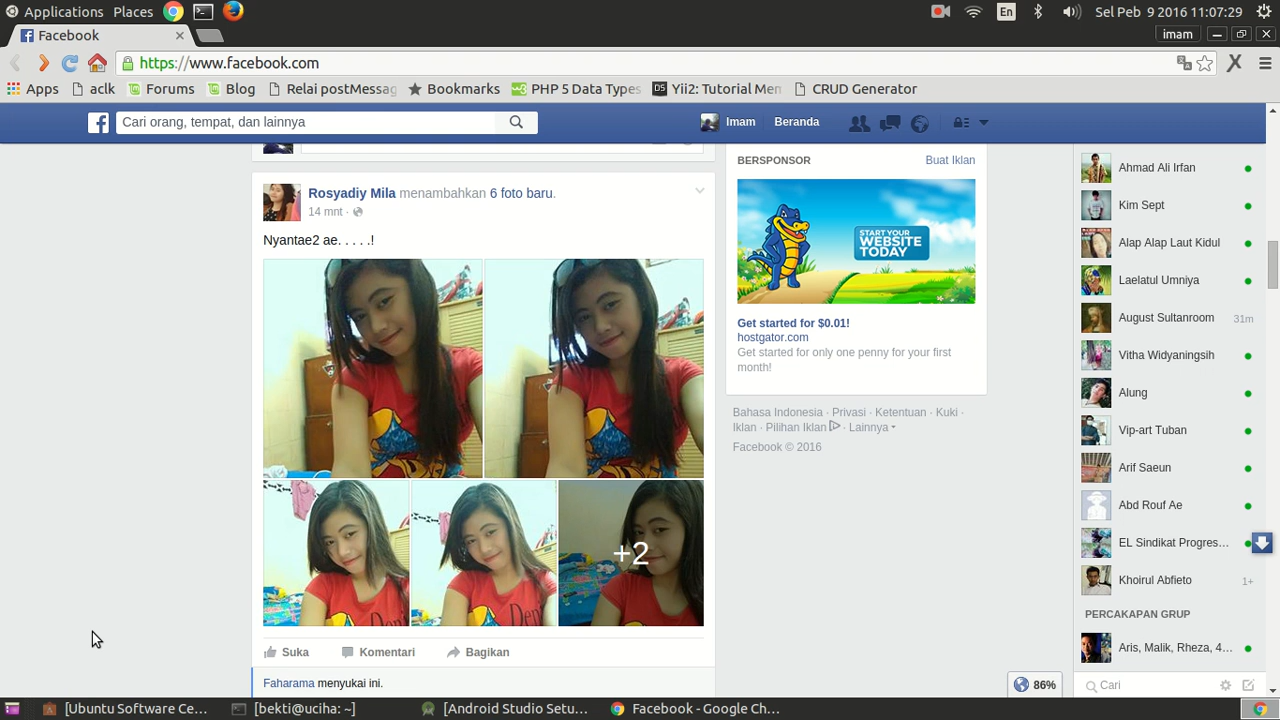 Applications Places
En
Sel Peb 9 2016 11:07:29
Facebook
imam
https://www.facebook.com
Apps
aclk
Forums
Blog
Relai postMessag
Bookmarks
PHP 5 Data Types
Yii2: Tutorial Men
CRUD Generator
Cari orang, tempat, dan lainnya
Imam
Beranda
Rosyadiy Mila menambahkan 6 foto baru.
14 mnt ·
Nyantae2 ae. . . . .!
+2
Suka
Komentari
Bagikan
Faharama menyukai ini.
BERSPONSOR
Buat Iklan
START YOUR
WEBSITE
TODAY
Get started for $0.01!
hostgator.com
Get started for only one penny for your first
month!
Bahasa Indonesia · Privasi · Ketentuan · Kuki ·
Iklan · Pilihan Iklan · Lainnya
Facebook © 2016
Ahmad Ali Irfan
Kim Sept
Alap Alap Laut Kidul
Laelatul Umniya
August Sultanroom 31m
Vitha Widyaningsih
Alung
Vip-art Tuban
Arif Saeun
Abd Rouf Ae
EL Sindikat Progres...
Khoirul Abfieto 1+
PERCAKAPAN GRUP
Aris, Malik, Rheza, 4...
86%
Cari
[Ubuntu Software Ce...
[bekti@uciha: ~]
[Android Studio Setu...
Facebook - Google Ch...